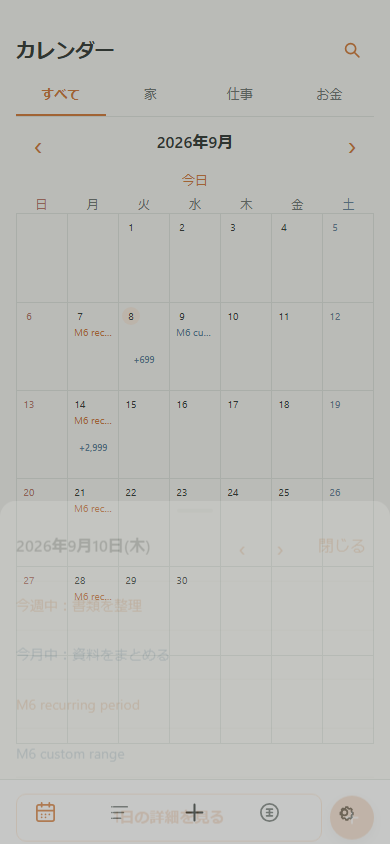 カレンダー
すべて 家 仕事 お金
‹ 2026年9月 ›
今日
日 月 火 水 木 金 土
1 2 3 4 5
6 7 8 9 10 11 12
M6 rec... M6 cu...
+699
13 14 15 16 17 18 19
M6 rec...
+2,999
20 21 22 23 24 25 26
M6 rec...
2026年9月10日(木) ‹ › 閉じる
27 28 29 30
M6 rec...
今週中：書類を整理
今月中：資料をまとめる
M6 recurring period
M6 custom range
日の詳細を見る